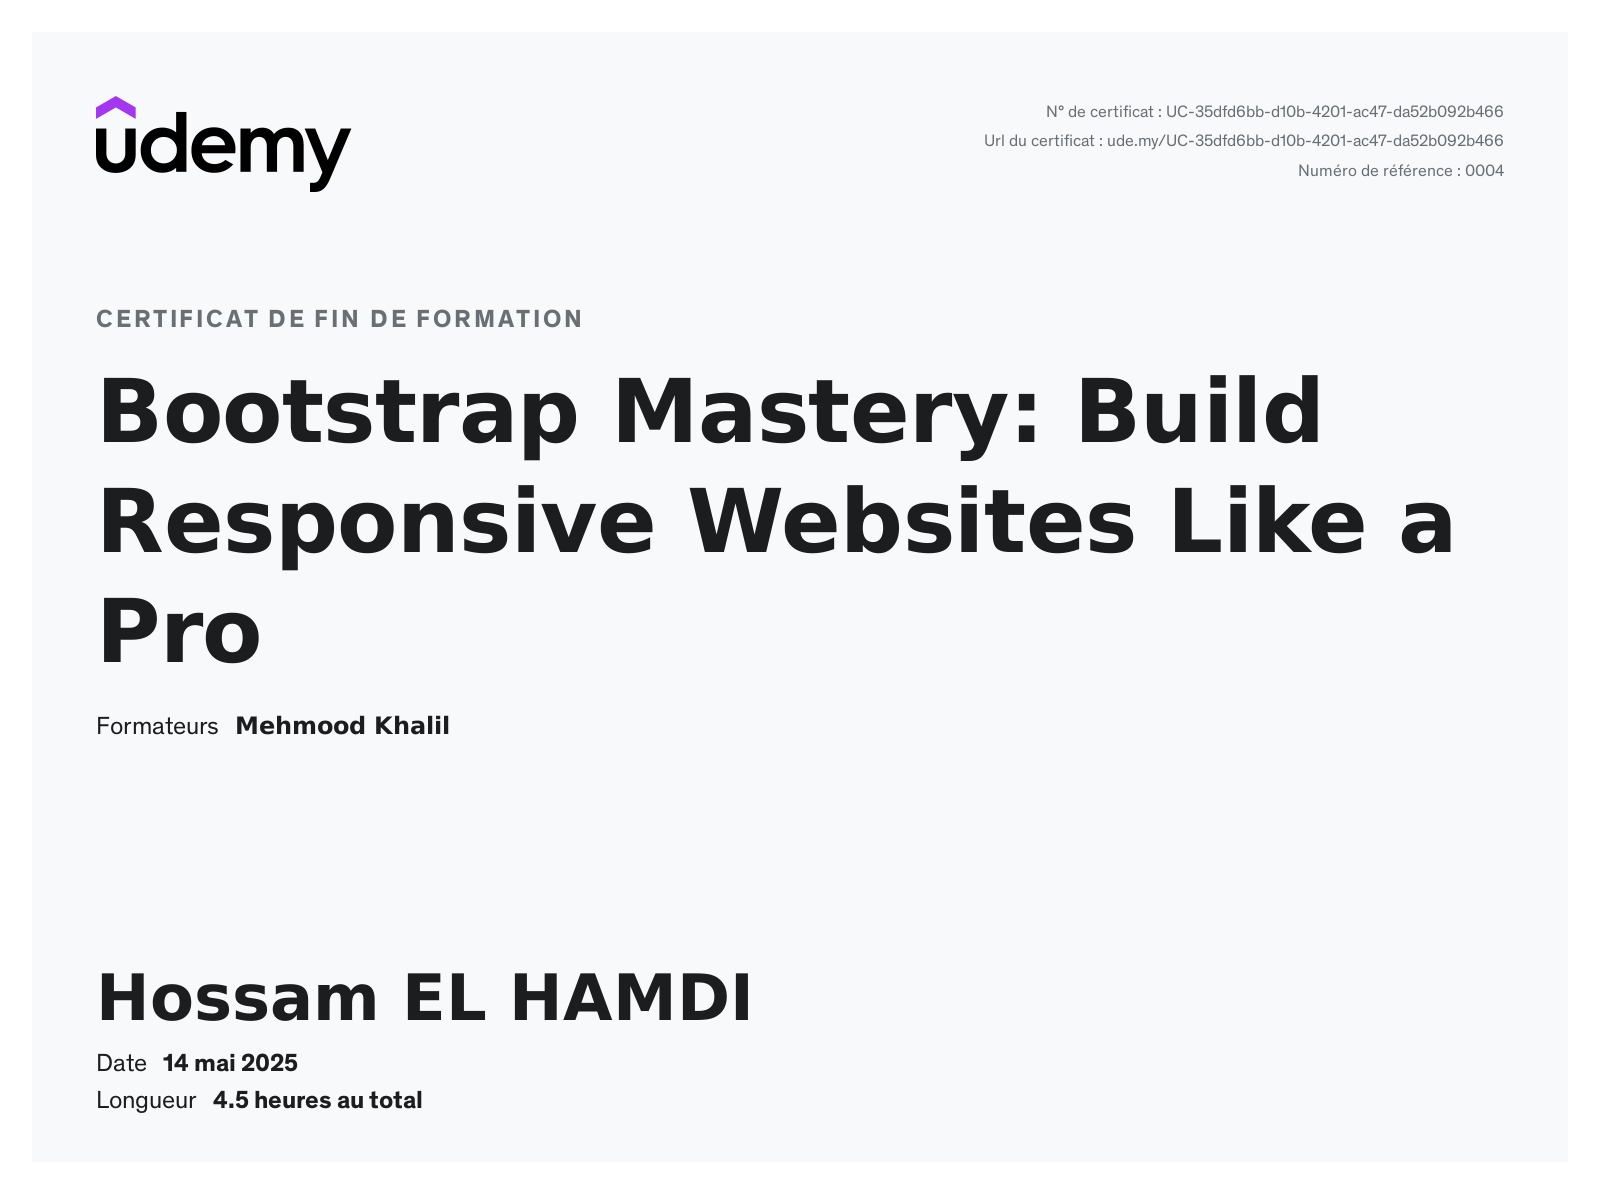 udemy
N° de certificat : UC-35dfd6bb-d10b-4201-ac47-da52b092b466
Url du certificat : ude.my/UC-35dfd6bb-d10b-4201-ac47-da52b092b466
Numéro de référence : 0004
CERTIFICAT DE FIN DE FORMATION
Bootstrap Mastery: Build
Responsive Websites Like a
Pro
Formateurs Mehmood Khalil
Hossam EL HAMDI
Date 14 mai 2025
Longueur 4.5 heures au total